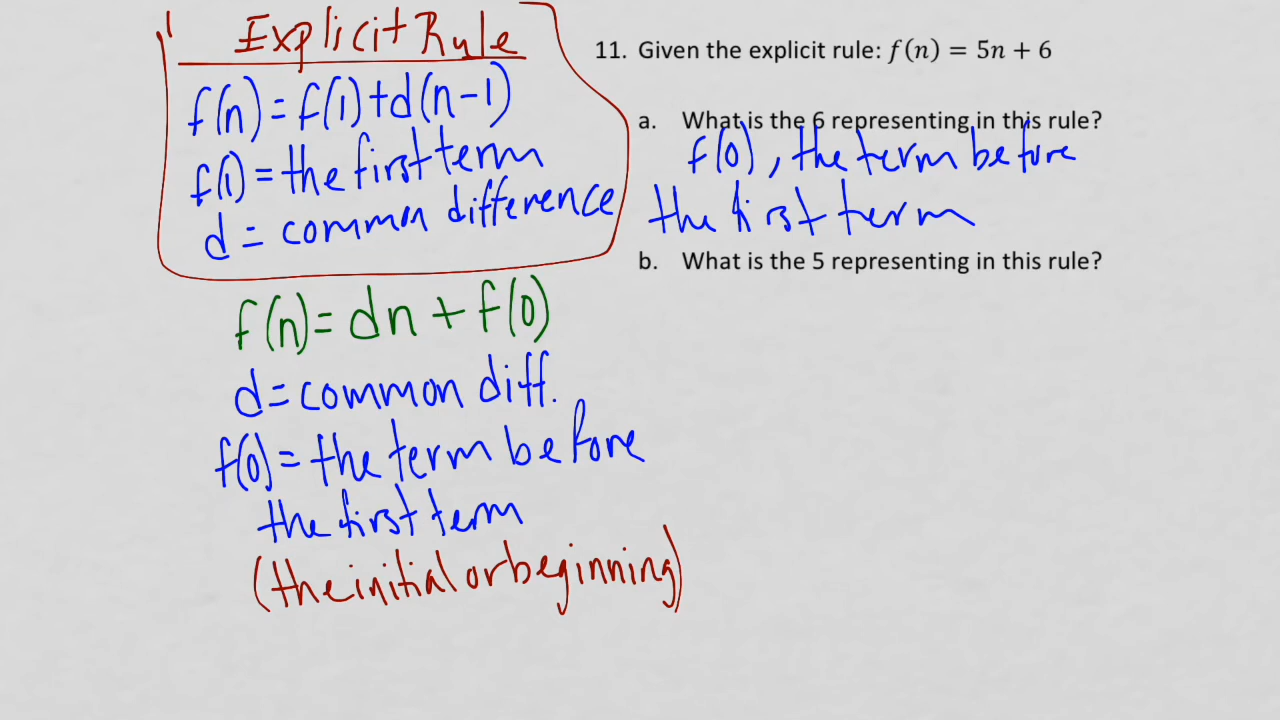 Explicit Rule
f(n) = f(1) + d(n-1)
f(1) = the first term
d = common difference
f(n) = dn + f(0)
d = common diff.
f(0) = the term before
the first term
(the initial or beginning)
11. Given the explicit rule: f(n) = 5n + 6
a. What is the 6 representing in this rule?
f(0), the term before
the first term
b. What is the 5 representing in this rule?